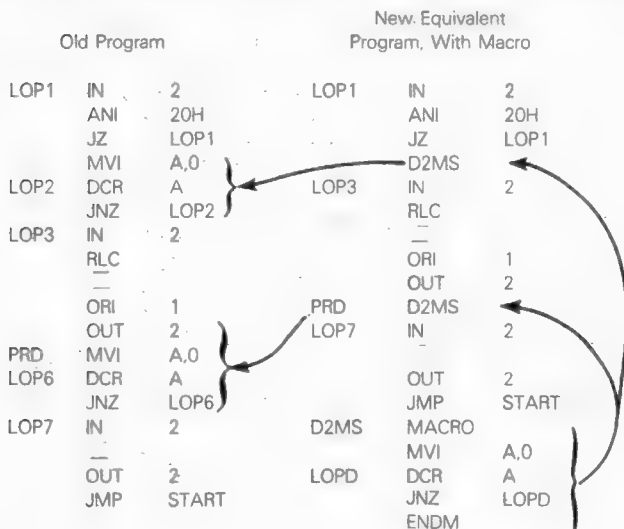 Old Program
LOP1 IN 2
ANI 20H
JZ LOP1
MVI A,0
LOP2 DCR A
JNZ LOP2
LOP3 IN 2
RLC
—
ORI 1
OUT 2
PRD MVI A,0
LOP6 DCR A
JNZ LOP6
LOP7 IN 2
—
OUT 2
JMP START
New Equivalent
Program, With Macro
LOP1 IN 2
ANI 20H
JZ LOP1
D2MS
LOP3 IN 2
RLC
—
ORI 1
OUT 2
PRD D2MS
LOP7 IN 2
—
OUT 2
JMP START
D2MS MACRO
MVI A,0
LOPD DCR A
JNZ LOPD
ENDM